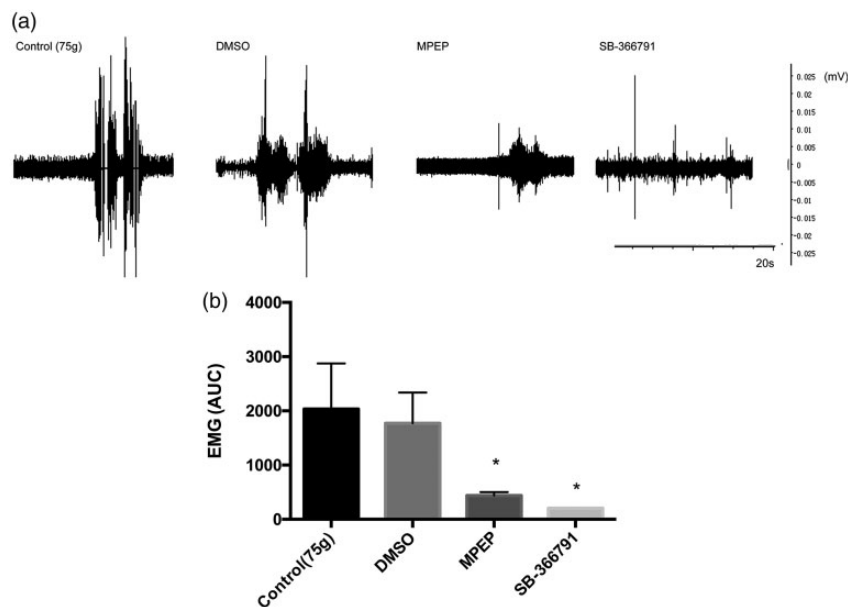 (a)
Control (75g)
DMSO
MPEP
SB-366791
0.025 (mV)
0.02
0.015
0.01
0.005
0
0.005
0.01
0.015
0.02
0.025
20s
(b)
4000
3000
2000
1000
0
EMG (AUC)
*
*
Control(75g)
DMSO
MPEP
SB-366791